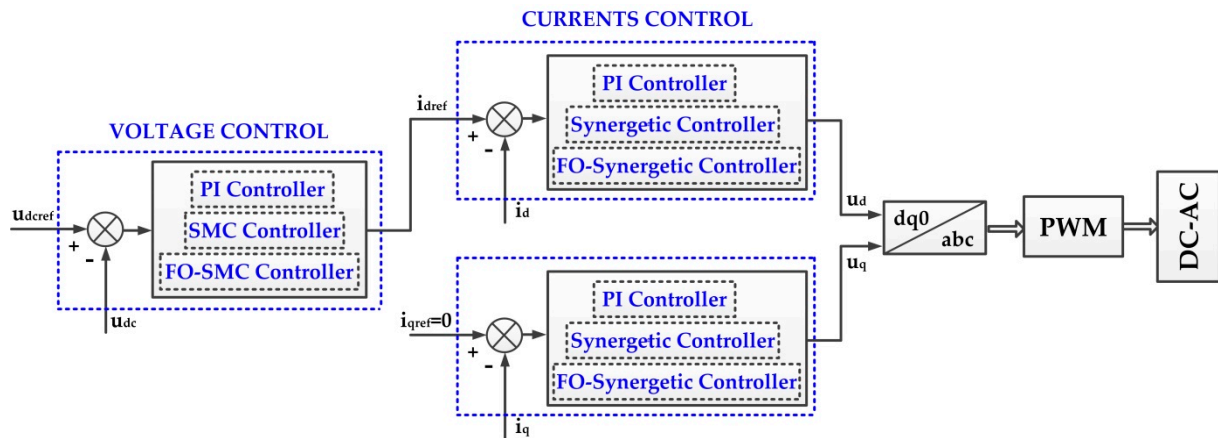 CURRENTS CONTROL
PI Controller
Synergetic Controller
FO-Synergetic Controller
idref
+
-
id
VOLTAGE CONTROL
PI Controller
SMC Controller
FO-SMC Controller
udcref
+
-
udc
ud
uq
dq0
abc
PWM
DC-AC
PI Controller
Synergetic Controller
FO-Synergetic Controller
iqref=0
+
-
iq